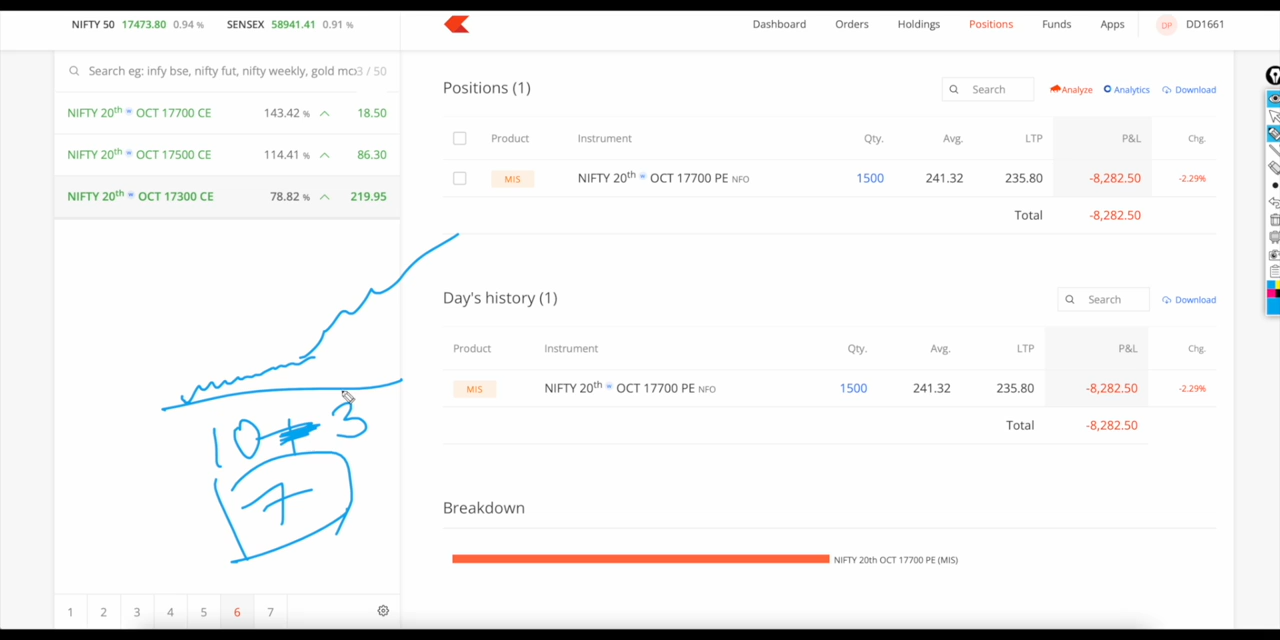 NIFTY 50 17473.80 0.94 % SENSEX 58941.41 0.91 %
Dashboard Orders Holdings Positions Funds Apps DP DD1661
Search eg: infy bse, nifty fut, nifty weekly, gold mc 3 / 50
NIFTY 20th w OCT 17700 CE 143.42 % 18.50
NIFTY 20th w OCT 17500 CE 114.41 % 86.30
NIFTY 20th w OCT 17300 CE 78.82 % 219.95
Positions (1) Search Analyze Analytics Download
Product Instrument Qty. Avg. LTP P&L Chg.
MIS NIFTY 20th w OCT 17700 PE NFO 1500 241.32 235.80 -8,282.50 -2.29%
Total -8,282.50
Day's history (1) Search Download
Product Instrument Qty. Avg. LTP P&L Chg.
MIS NIFTY 20th w OCT 17700 PE NFO 1500 241.32 235.80 -8,282.50 -2.29%
Total -8,282.50
10 3
7
Breakdown
NIFTY 20th OCT 17700 PE (MIS)
1 2 3 4 5 6 7